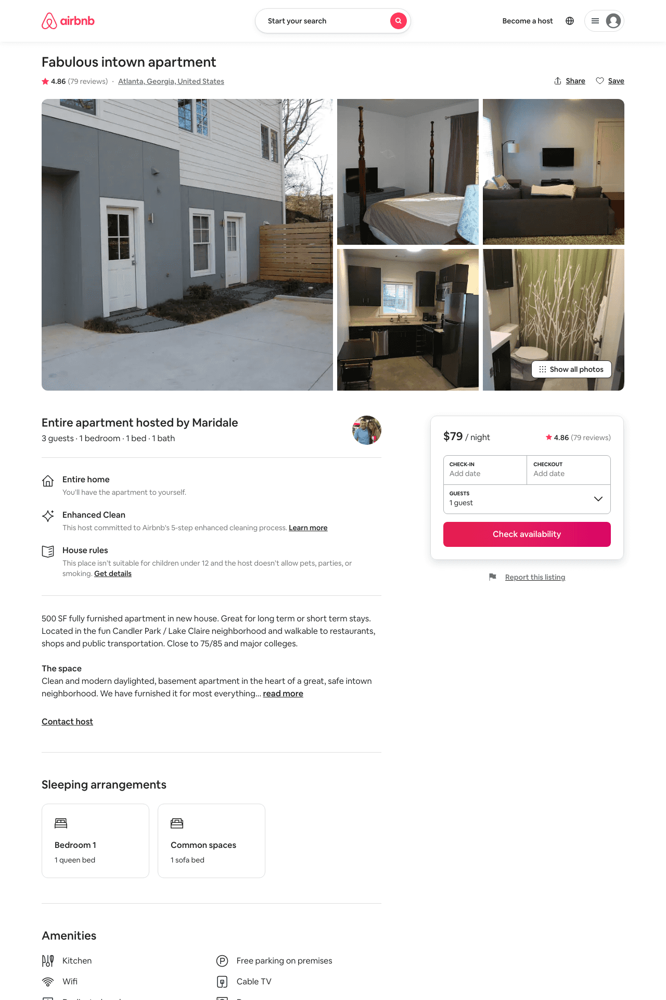 airbnb
Start your search
Become a host
Fabulous intown apartment
4.86 (79 reviews) · Atlanta, Georgia, United States
Share
Save
Show all photos
Entire apartment hosted by Maridale
3 guests · 1 bedroom · 1 bed · 1 bath
Entire home
You’ll have the apartment to yourself.
Enhanced Clean
This host committed to Airbnb's 5-step enhanced cleaning process. Learn more
House rules
This place isn’t suitable for children under 12 and the host doesn’t allow pets, parties, or
smoking. Get details
$79 / night
4.86 (79 reviews)
CHECK-IN
Add date
CHECKOUT
Add date
GUESTS
1 guest
Check availability
Report this listing
500 SF fully furnished apartment in new house. Great for long term or short term stays.
Located in the fun Candler Park / Lake Claire neighborhood and walkable to restaurants,
shops and public transportation. Close to 75/85 and major colleges.
The space
Clean and modern daylighted, basement apartment in the heart of a great, safe intown
neighborhood. We have furnished it for most everything... read more
Contact host
Sleeping arrangements
Bedroom 1
1 queen bed
Common spaces
1 sofa bed
Amenities
Kitchen
Free parking on premises
Wifi
Cable TV